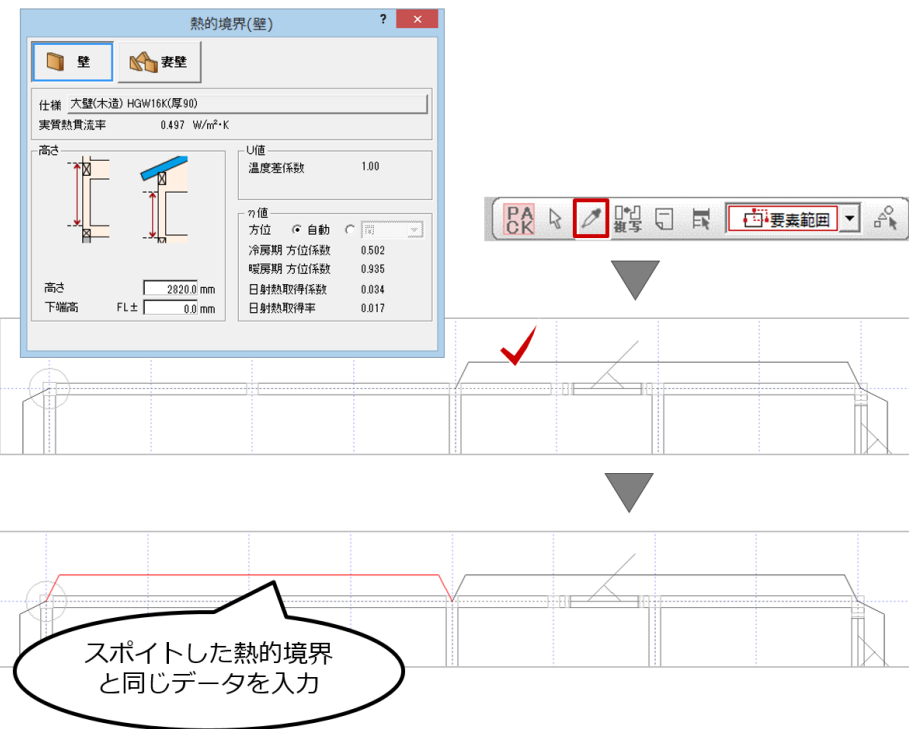 熱的境界(壁)
?
×
壁
妻壁
仕様 大壁(木造) HGW16K(厚90)
実質熱貫流率 0.497 W/m²・K
高さ
高さ 2820.0 mm
下端高 FL± 0.0 mm
U値
温度差係数 1.00
η値
方位 自動
冷房期 方位係数 0.502
暖房期 方位係数 0.935
日射熱取得係数 0.034
日射熱取得率 0.017
PA
CK
複写
要素範囲
スポイトした熱的境界
と同じデータを入力